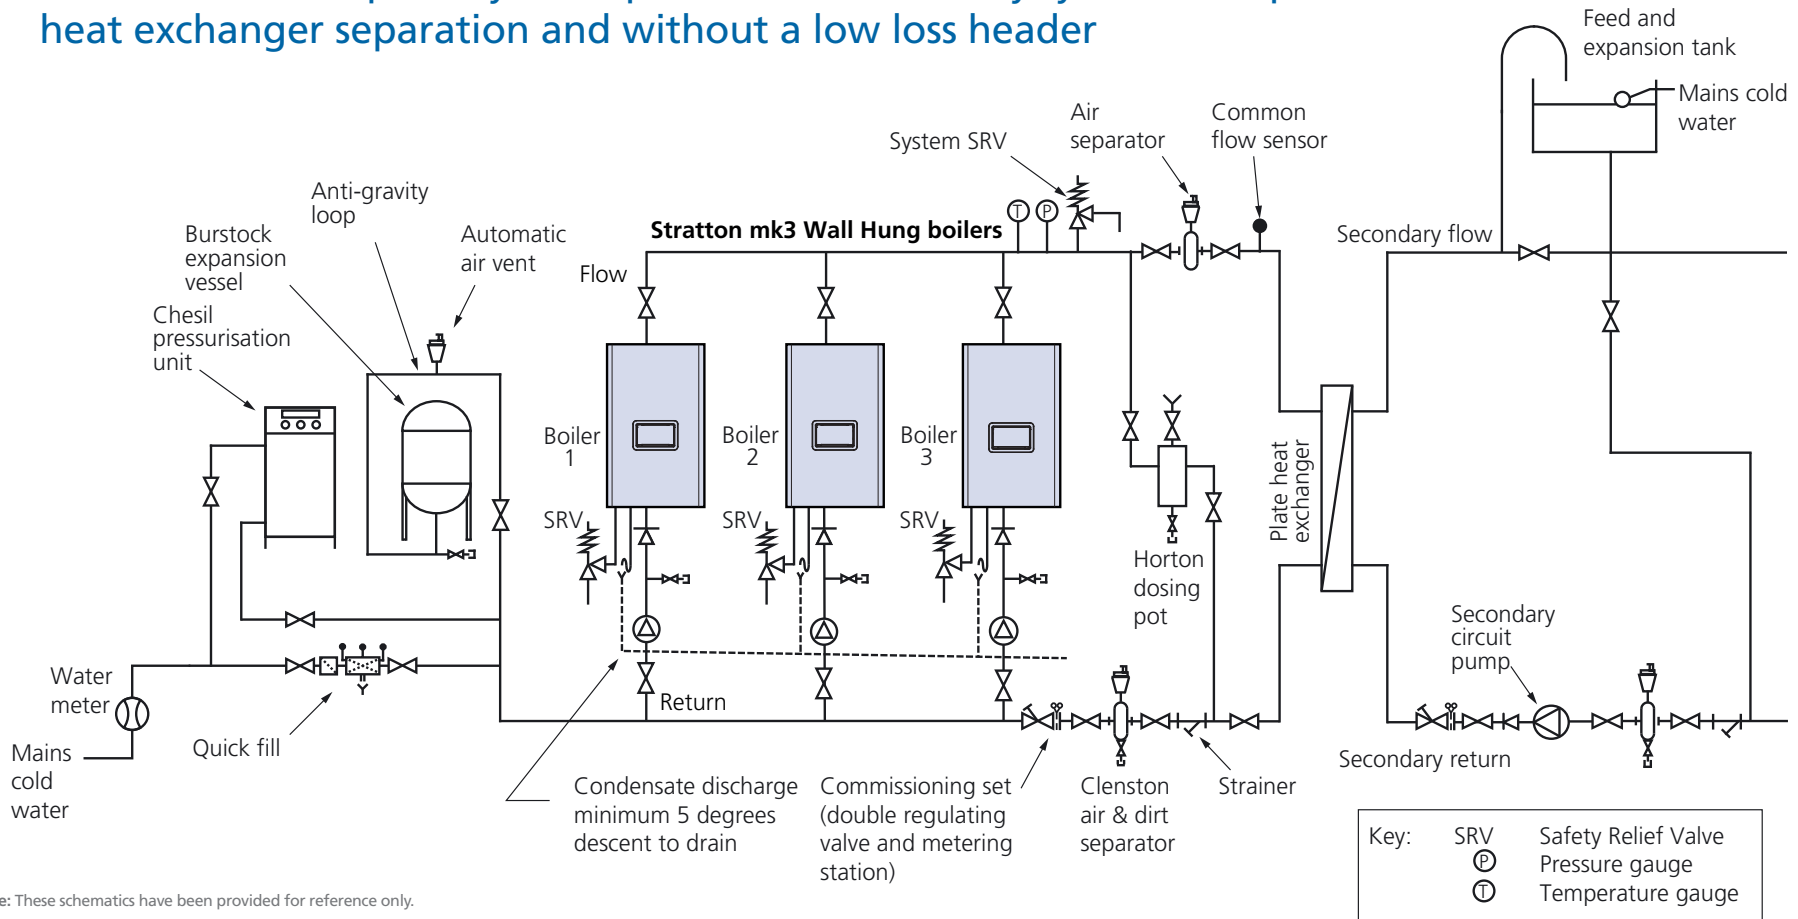 heat exchanger separation and without a low loss header
Feed and
expansion tank
Mains cold
water
Air
separator
Common
flow sensor
System SRV
Anti-gravity
loop
Burstock
expansion
vessel
Automatic
air vent
Stratton mk3 Wall Hung boilers
T
P
Secondary flow
Flow
Chesil
pressurisation
unit
Boiler
1
Boiler
2
Boiler
3
Plate heat
exchanger
SRV
SRV
SRV
Horton
dosing
pot
Secondary
circuit
pump
Water
meter
Return
Quick fill
Mains
cold
water
Secondary return
Condensate discharge
minimum 5 degrees
descent to drain
Commissioning set
(double regulating
valve and metering
station)
Clenston
air & dirt
separator
Strainer
Key: SRV Safety Relief Valve
P Pressure gauge
T Temperature gauge
e: These schematics have been provided for reference only.